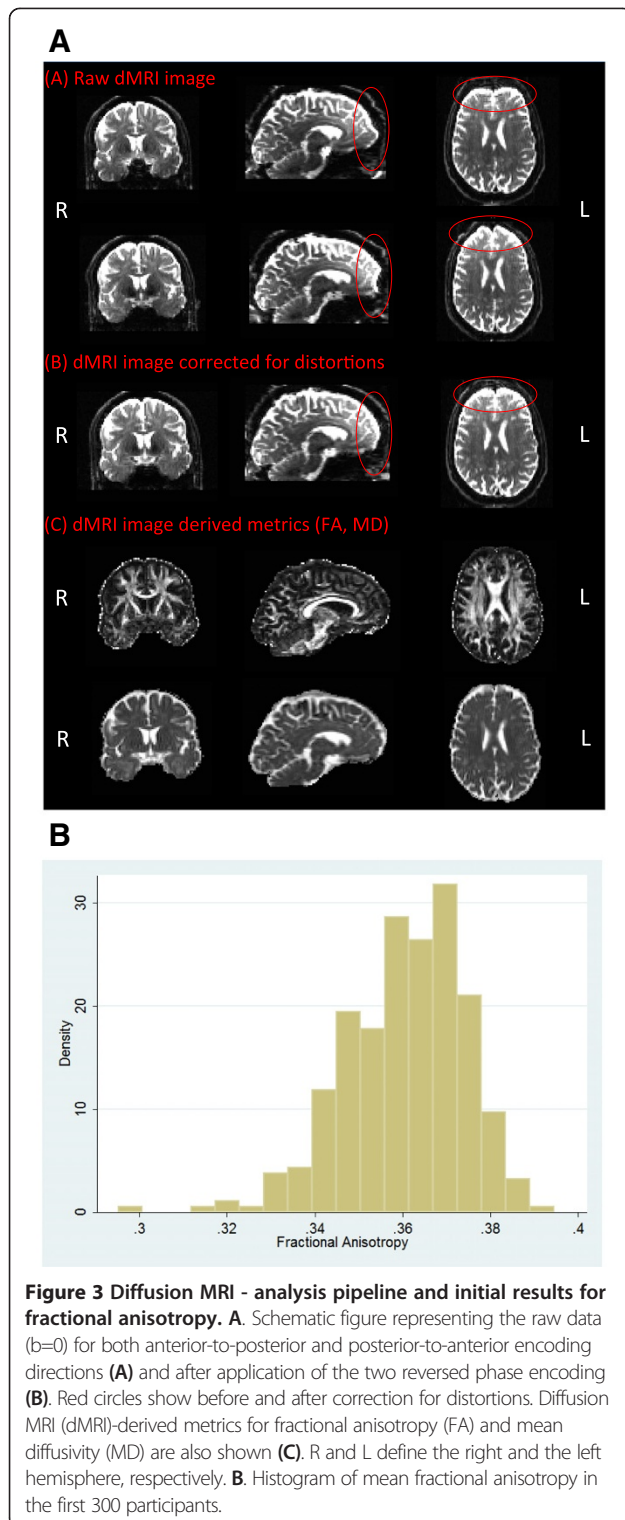 A
(A) Raw dMRI image
R
L
(B) dMRI image corrected for distortions
R
L
(C) dMRI image derived metrics (FA, MD)
R
L
R
L
B
Density
30
20
10
0
.3
.32
.34
.36
.38
.4
Fractional Anisotropy
Figure 3 Diffusion MRI - analysis pipeline and initial results for
fractional anisotropy. A. Schematic figure representing the raw data
(b=0) for both anterior-to-posterior and posterior-to-anterior encoding
directions (A) and after application of the two reversed phase encoding
(B). Red circles show before and after correction for distortions. Diffusion
MRI (dMRI)-derived metrics for fractional anisotropy (FA) and mean
diffusivity (MD) are also shown (C). R and L define the right and the left
hemisphere, respectively. B. Histogram of mean fractional anisotropy in
the first 300 participants.